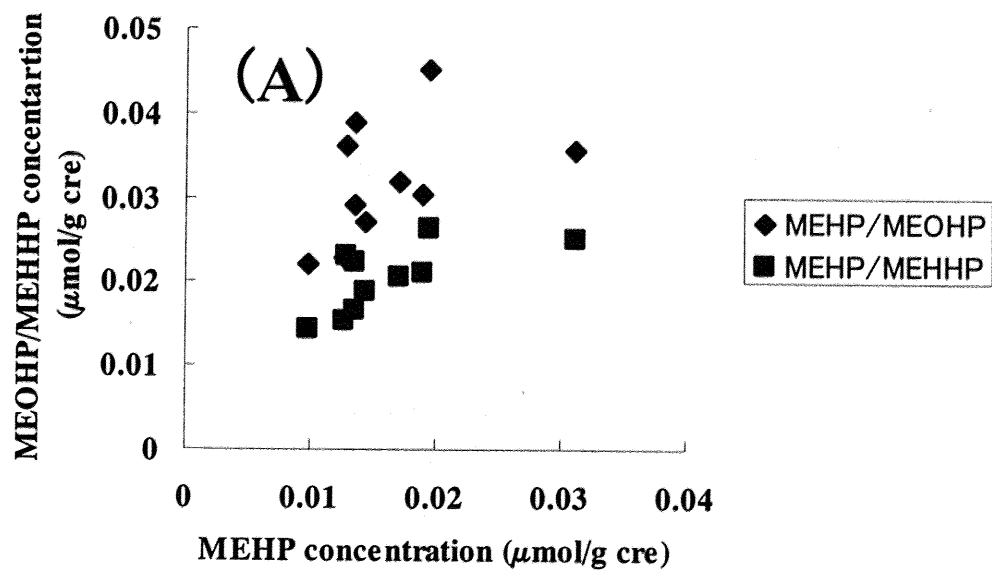 (A)
MEOHP/MEHHP concentartion
(μmol/g cre)
0.05
0.04
0.03
0.02
0.01
0
0 0.01 0.02 0.03 0.04
MEHP concentration (μmol/g cre)
MEHP/MEOHP
MEHP/MEHHP